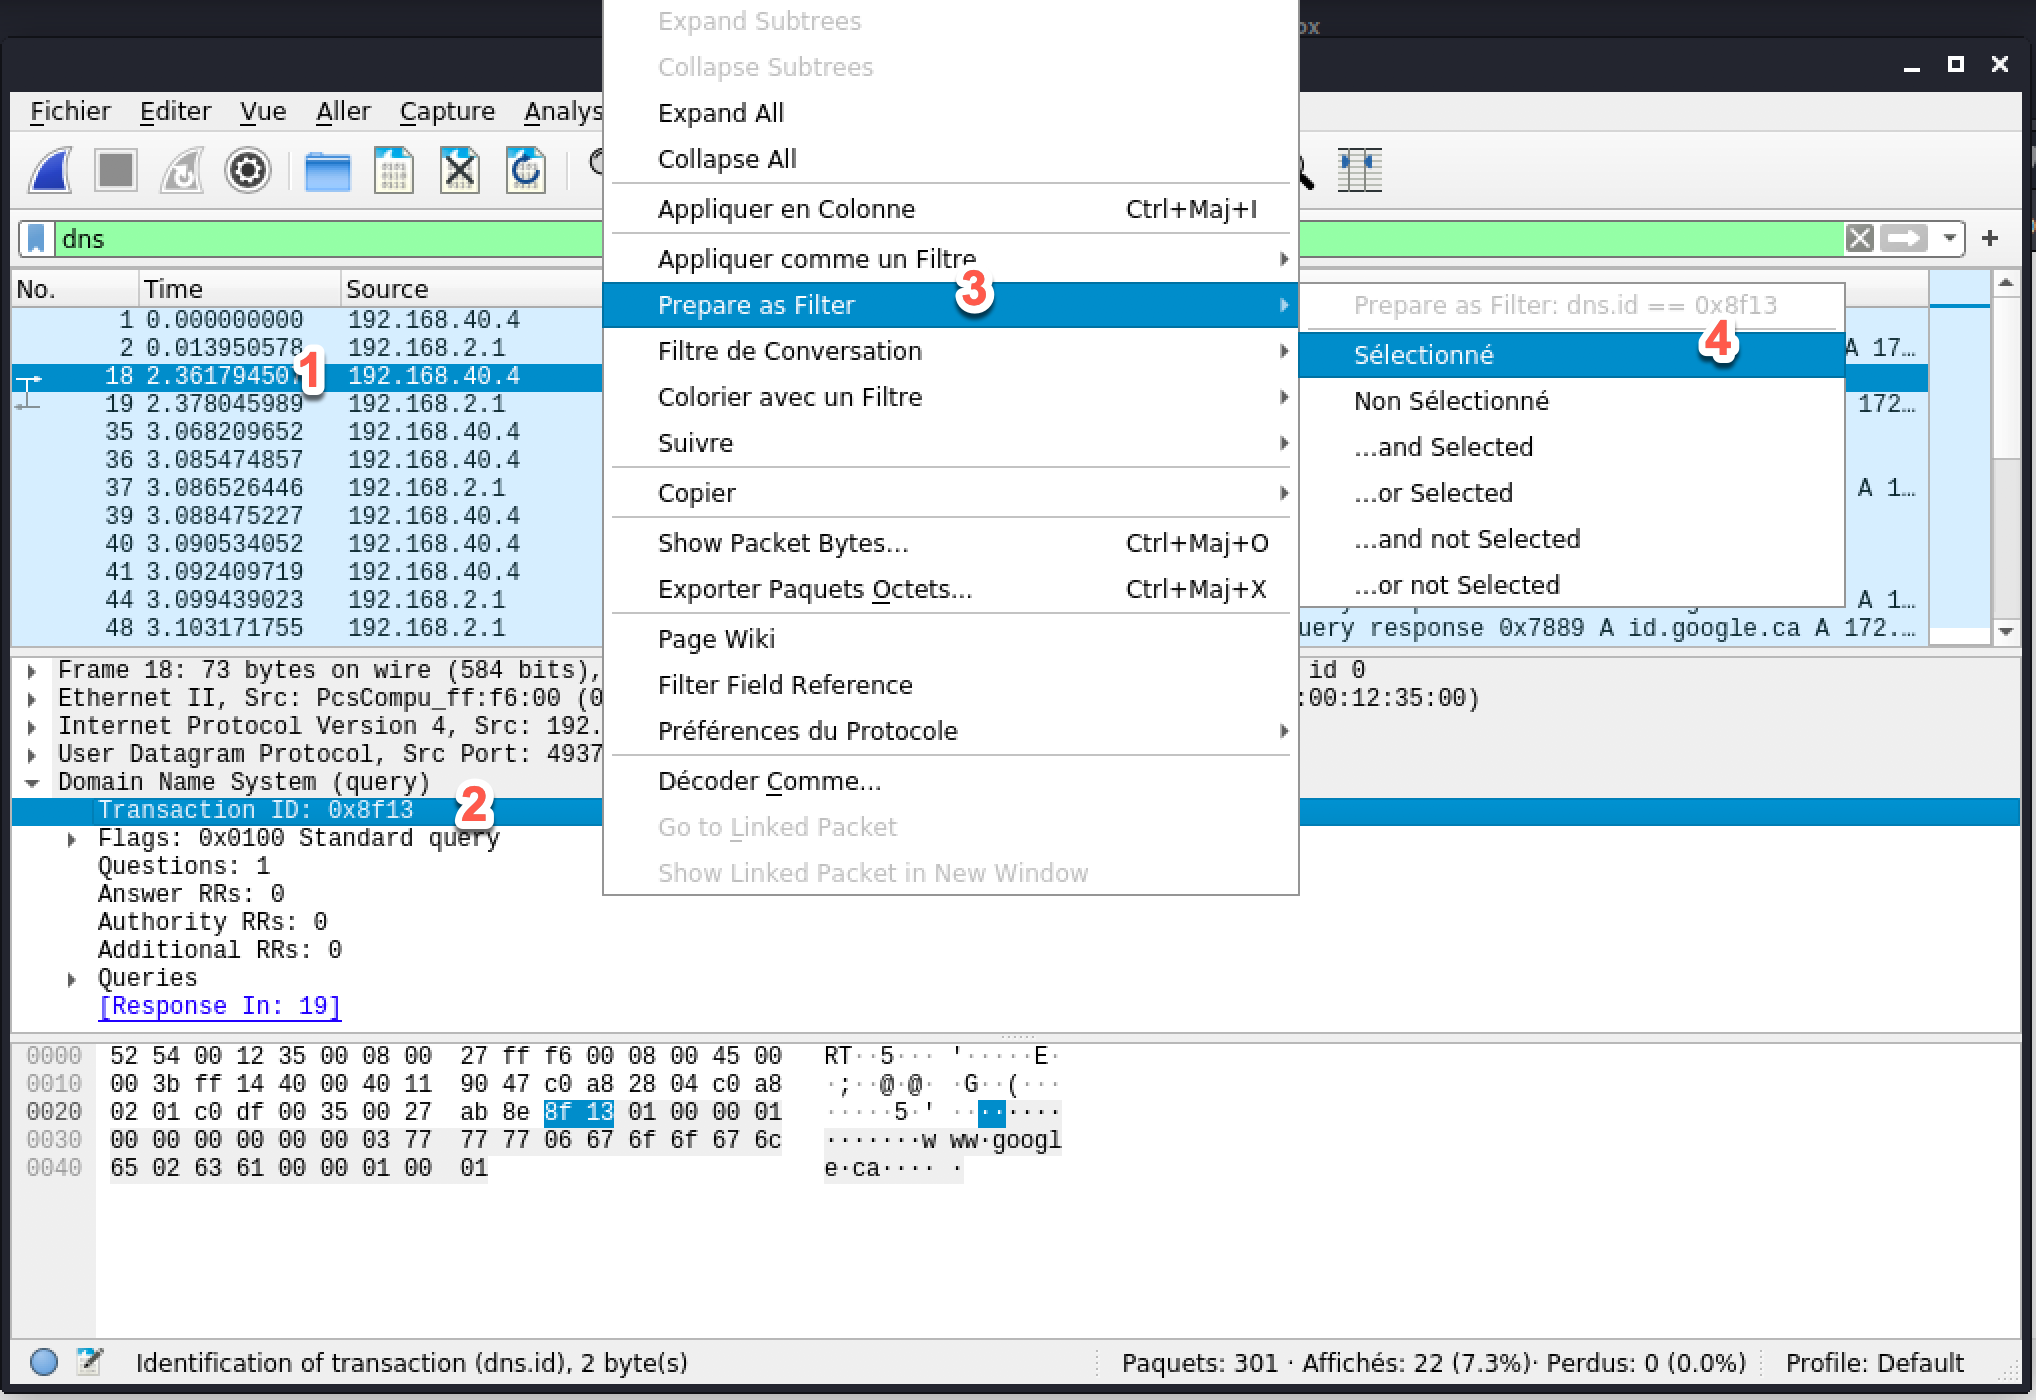 ox
Fichier Editer Vue Aller Capture Analys
dns
No. Time Source
1 0.000000000 192.168.40.4
2 0.013950578 192.168.2.1 A 17…
1
18 2.361794507 192.168.40.4
19 2.378045989 192.168.2.1 172…
35 3.068209652 192.168.40.4
36 3.085474857 192.168.40.4
37 3.086526446 192.168.2.1 A 1…
39 3.088475227 192.168.40.4
40 3.090534052 192.168.40.4
41 3.092409719 192.168.40.4
44 3.099439023 192.168.2.1 A 1…
48 3.103171755 192.168.2.1 uery response 0x7889 A id.google.ca A 172.…
Expand Subtrees
Collapse Subtrees
Expand All
Collapse All
Appliquer en Colonne Ctrl+Maj+I
Appliquer comme un Filtre
3
Prepare as Filter
Filtre de Conversation
Colorier avec un Filtre
Suivre
Copier
Show Packet Bytes… Ctrl+Maj+O
Exporter Paquets Octets… Ctrl+Maj+X
Page Wiki
Filter Field Reference
Préférences du Protocole
Décoder Comme…
Go to Linked Packet
Show Linked Packet in New Window
Prepare as Filter: dns.id == 0x8f13
4
Sélectionné
Non Sélectionné
…and Selected
…or Selected
…and not Selected
…or not Selected
Frame 18: 73 bytes on wire (584 bits), id 0
Ethernet II, Src: PcsCompu_ff:f6:00 (0 :00:12:35:00)
Internet Protocol Version 4, Src: 192.
User Datagram Protocol, Src Port: 4937
Domain Name System (query)
2
Transaction ID: 0x8f13
Flags: 0x0100 Standard query
Questions: 1
Answer RRs: 0
Authority RRs: 0
Additional RRs: 0
Queries
[Response In: 19]
0000 52 54 00 12 35 00 08 00 27 ff f6 00 08 00 45 00 RT··5··· '·····E·
0010 00 3b ff 14 40 00 40 11 90 47 c0 a8 28 04 c0 a8 ·;··@·@· ·G··(···
0020 02 01 c0 df 00 35 00 27 ab 8e 8f 13 01 00 00 01 ·····5·' ········
0030 00 00 00 00 00 00 03 77 77 77 06 67 6f 6f 67 6c ·······w ww·googl
0040 65 02 63 61 00 00 01 00 01 e·ca···· ·
Identification of transaction (dns.id), 2 byte(s) Paquets: 301 · Affichés: 22 (7.3%)· Perdus: 0 (0.0%) Profile: Default